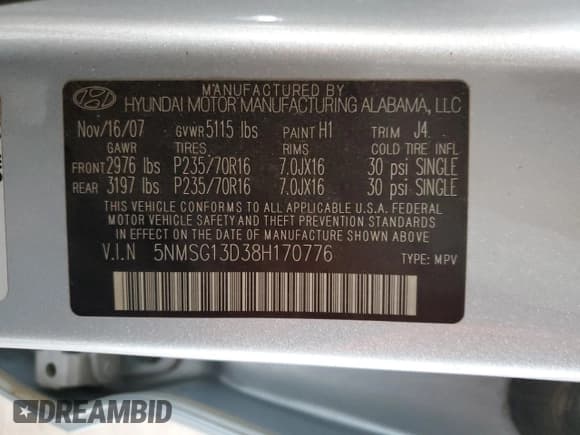 MANUFACTURED BY
HYUNDAI MOTOR MANUFACTURING ALABAMA, LLC
Nov/16/07 GVWR 5115 lbs PAINT H1 TRIM J4
GAWR TIRES RIMS COLD TIRE INFL
FRONT 2976 lbs P235/70R16 7.0JX16 30 psi SINGLE
REAR 3197 lbs P235/70R16 7.0JX16 30 psi SINGLE
THIS VEHICLE CONFORMS TO ALL APPLICABLE U.S.A. FEDERAL
MOTOR VEHICLE SAFETY AND THEFT PREVENTION STANDARDS
IN EFFECT ON THE DATE OF MANUFACTURE SHOWN ABOVE.
V.I.N 5NMSG13D38H170776 TYPE: MPV
DREAMBID